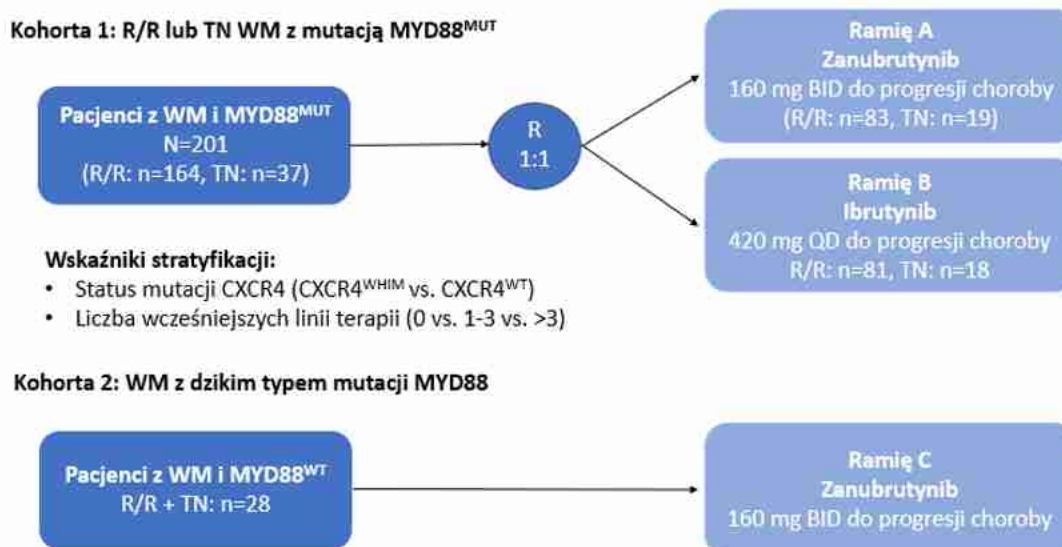 Kohorta 1: R/R lub TN WM z mutacją MYD88MUT
Pacjenci z WM i MYD88MUT
N=201
(R/R: n=164, TN: n=37)
R
1:1
Ramię A
Zanubrutynib
160 mg BID do progresji choroby
(R/R: n=83, TN: n=19)
Ramię B
Ibrutynib
420 mg QD do progresji choroby
R/R: n=81, TN: n=18)
Wskaźniki stratyfikacji:
• Status mutacji CXCR4 (CXCR4WHIM vs. CXCR4WT)
• Liczba wcześniejszych linii terapii (0 vs. 1-3 vs. >3)
Kohorta 2: WM z dzikim typem mutacji MYD88
Pacjenci z WM i MYD88WT
R/R + TN: n=28
Ramię C
Zanubrutynib
160 mg BID do progresji choroby